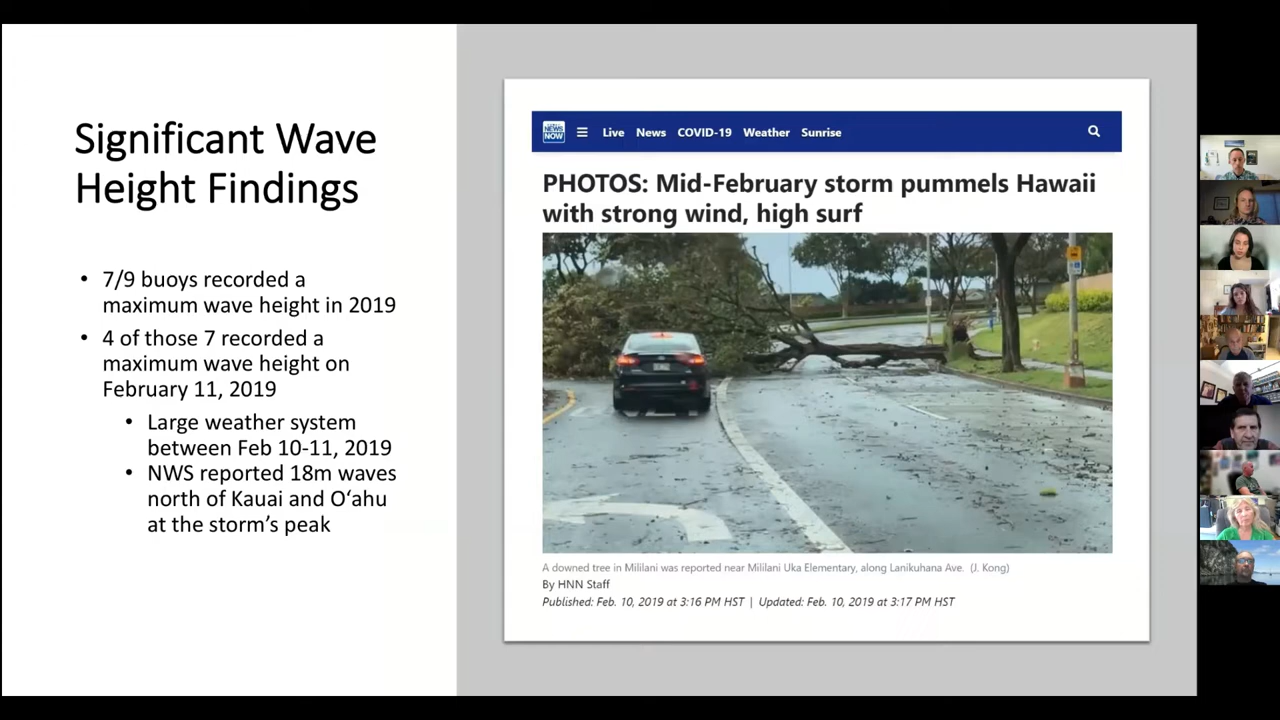 Significant Wave
Height Findings
• 7/9 buoys recorded a
maximum wave height in 2019
• 4 of those 7 recorded a
maximum wave height on
February 11, 2019
• Large weather system
between Feb 10-11, 2019
• NWS reported 18m waves
north of Kauai and Oʻahu
at the storm's peak
NEWS
NOW
Live News COVID-19 Weather Sunrise
PHOTOS: Mid-February storm pummels Hawaii
with strong wind, high surf
A downed tree in Mililani was reported near Mililani Uka Elementary, along Lanikuhana Ave. (J. Kong)
By HNN Staff
Published: Feb. 10, 2019 at 3:16 PM HST | Updated: Feb. 10, 2019 at 3:17 PM HST